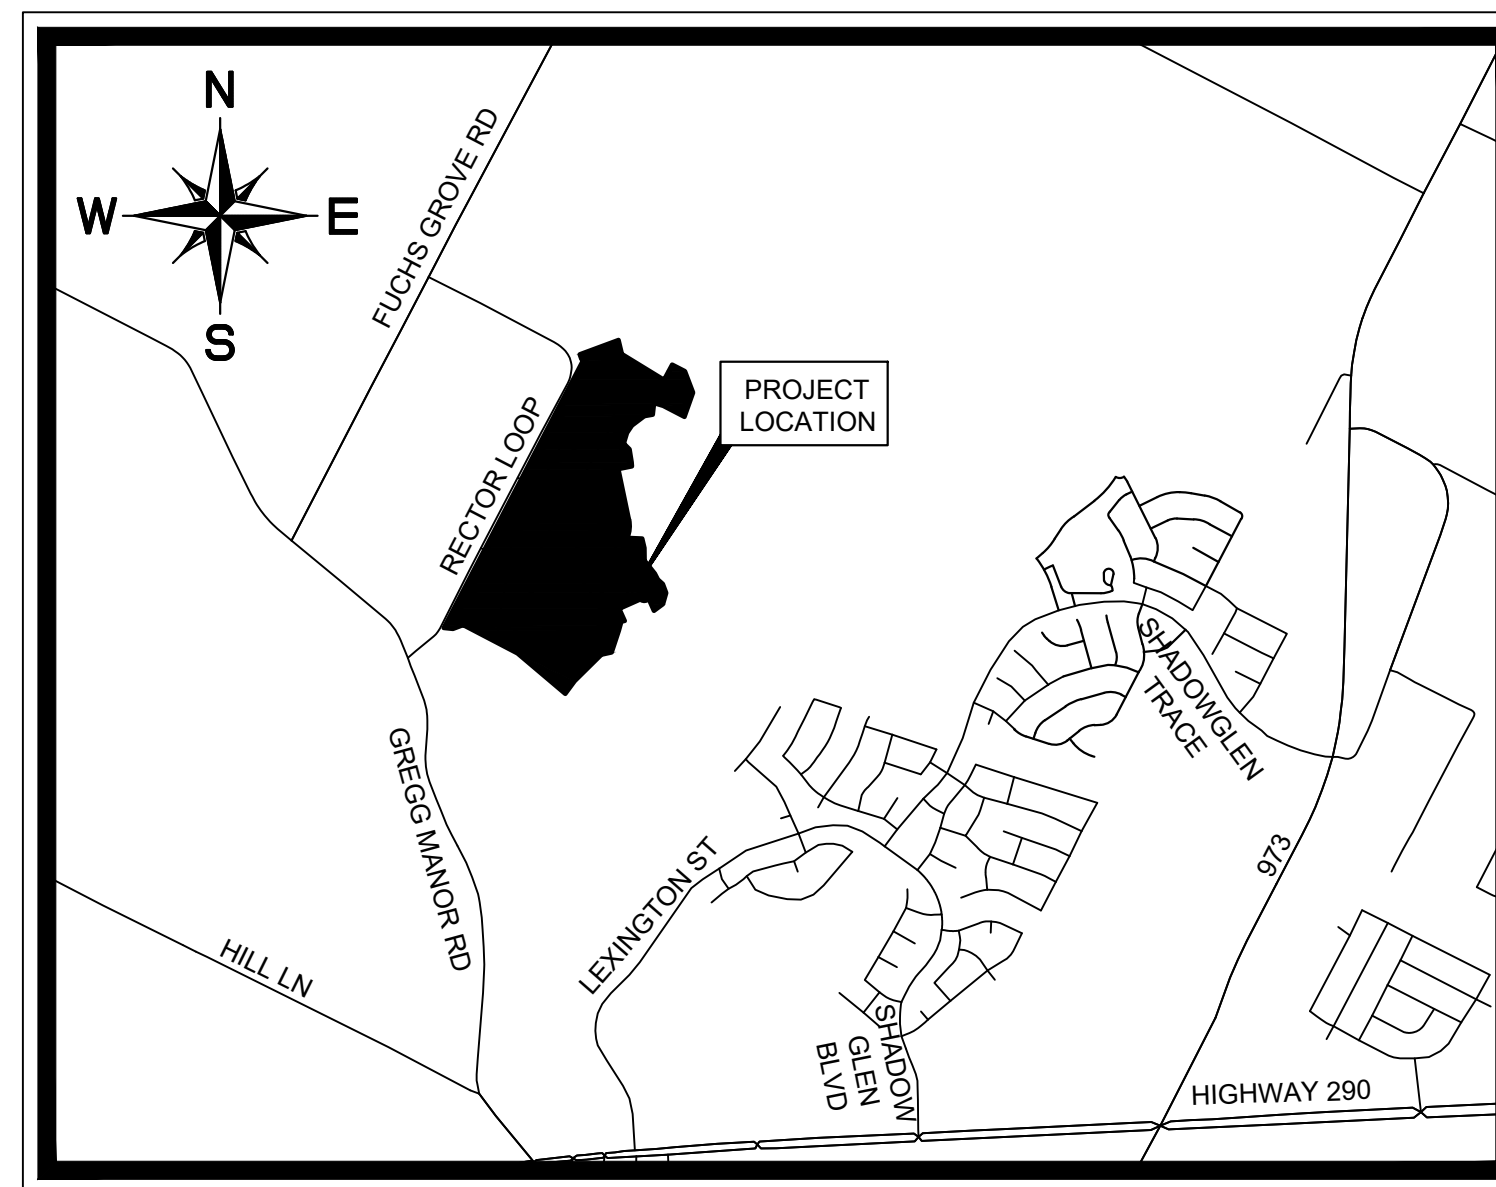 N
W
E
S
FUCHS GROVE RD
PROJECT
LOCATION
RECTOR LOOP
SHADOWGLEN
TRACE
GREGG MANOR RD
LEXINGTON ST
973
HILL LN
SHADOW
GLEN
BLVD
HIGHWAY 290